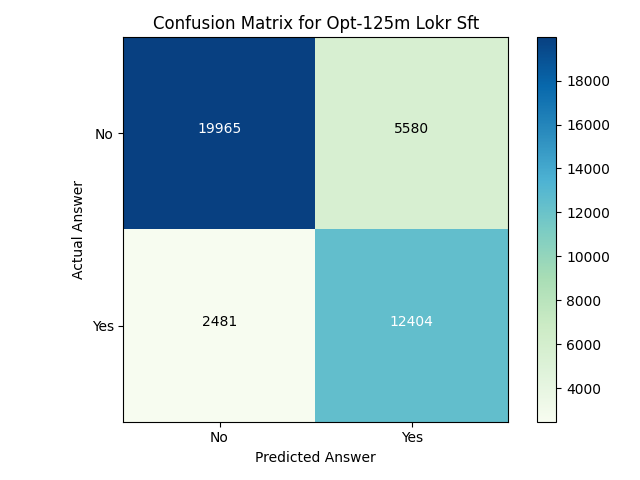 Confusion Matrix for Opt-125m Lokr Sft
No
19965
5580
Yes
2481
12404
No
Yes
Predicted Answer
Actual Answer
18000
16000
14000
12000
10000
8000
6000
4000